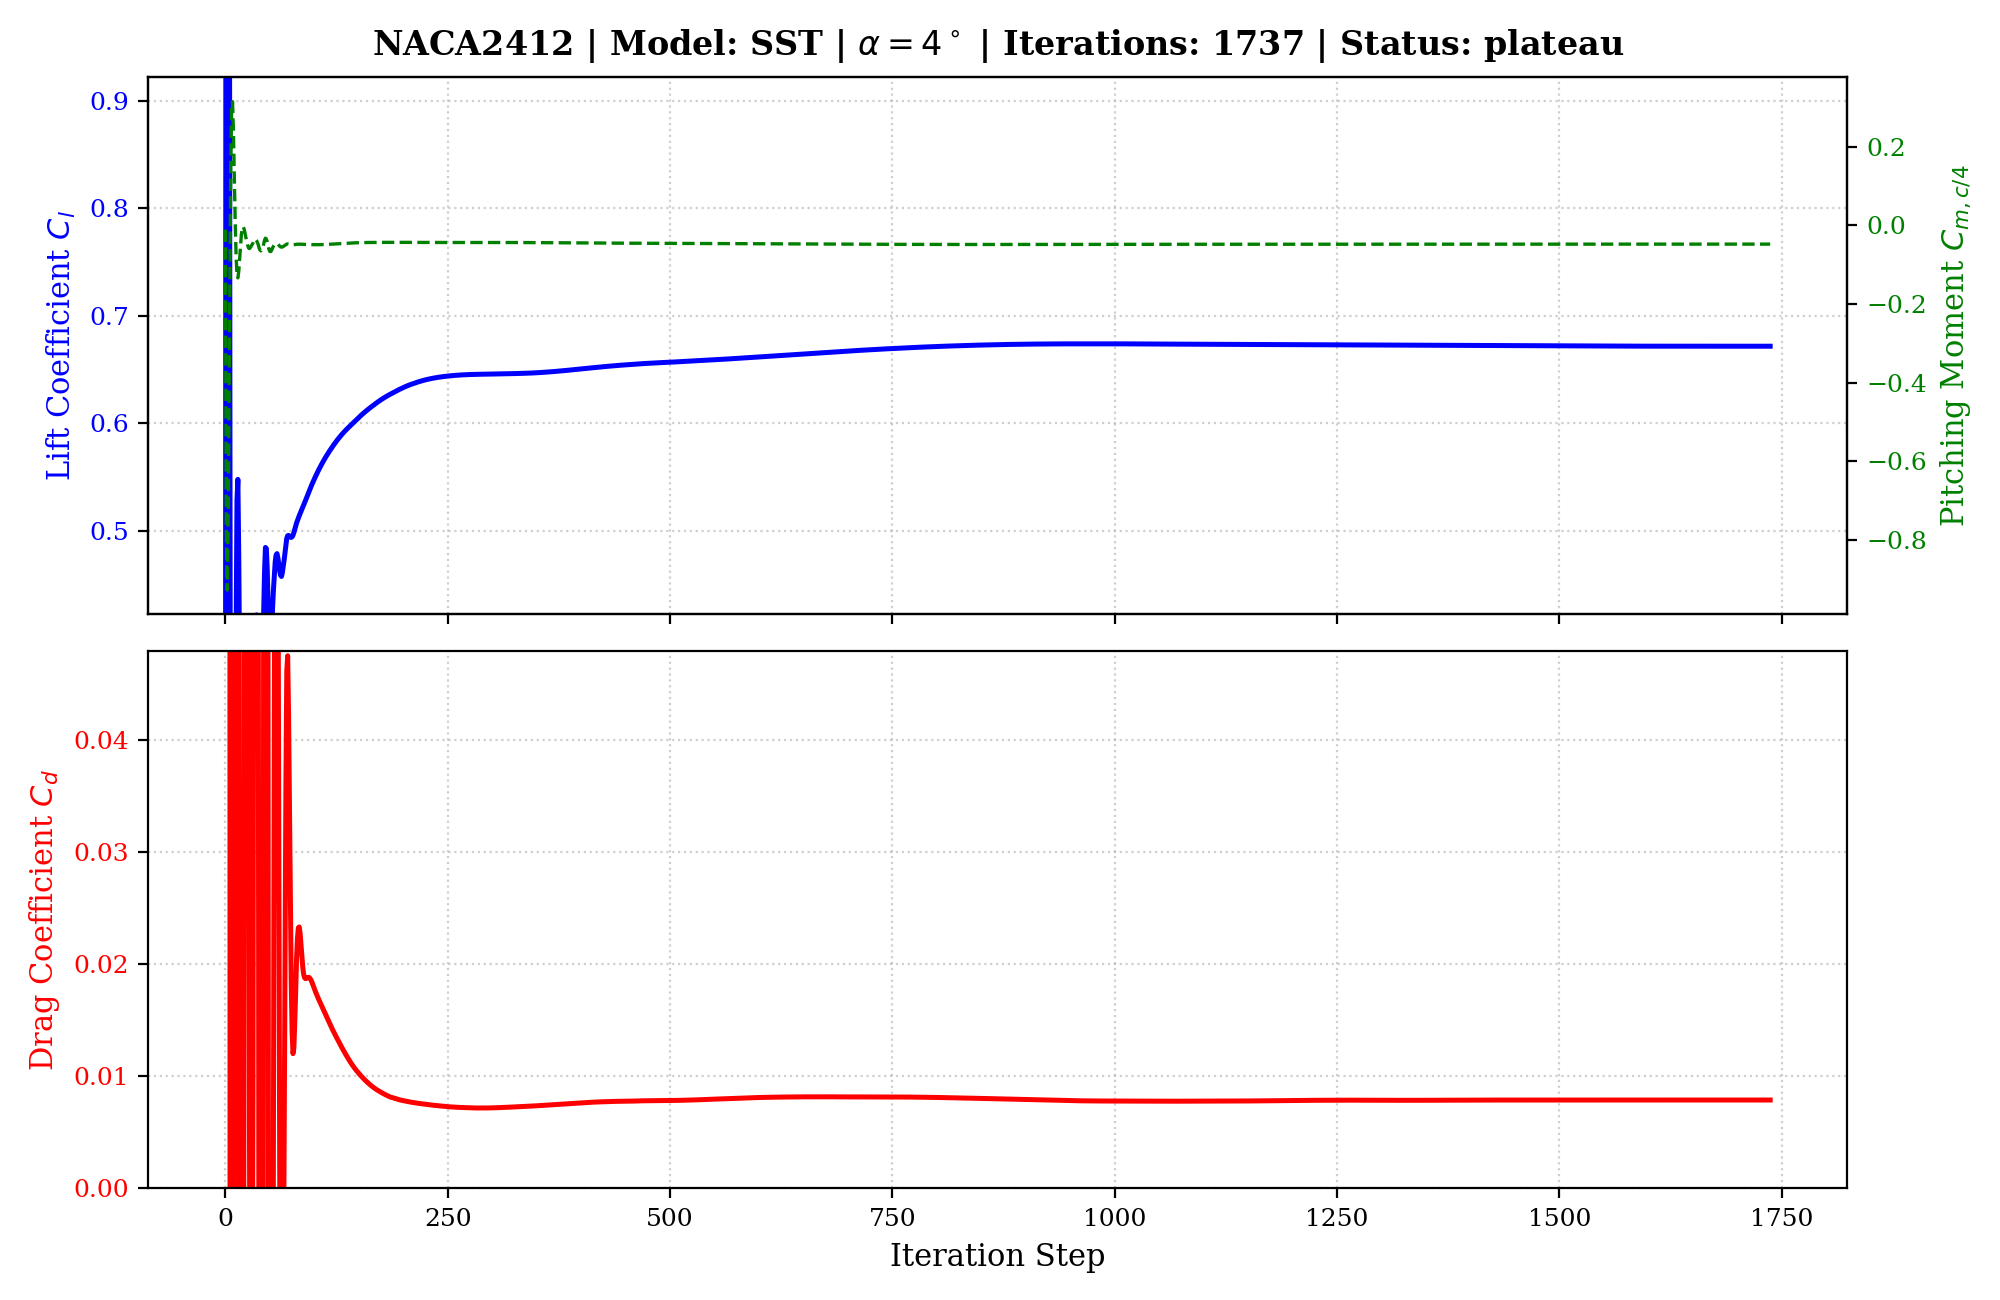 NACA2412 | Model: SST | α = 4° | Iterations: 1737 | Status: plateau
Lift Coefficient C_l
0.9
0.8
0.7
0.6
0.5
0.2
0.0
−0.2
−0.4
−0.6
−0.8
Pitching Moment C_{m, c/4}
Drag Coefficient C_d
0.04
0.03
0.02
0.01
0.00
0 250 500 750 1000 1250 1500 1750
Iteration Step